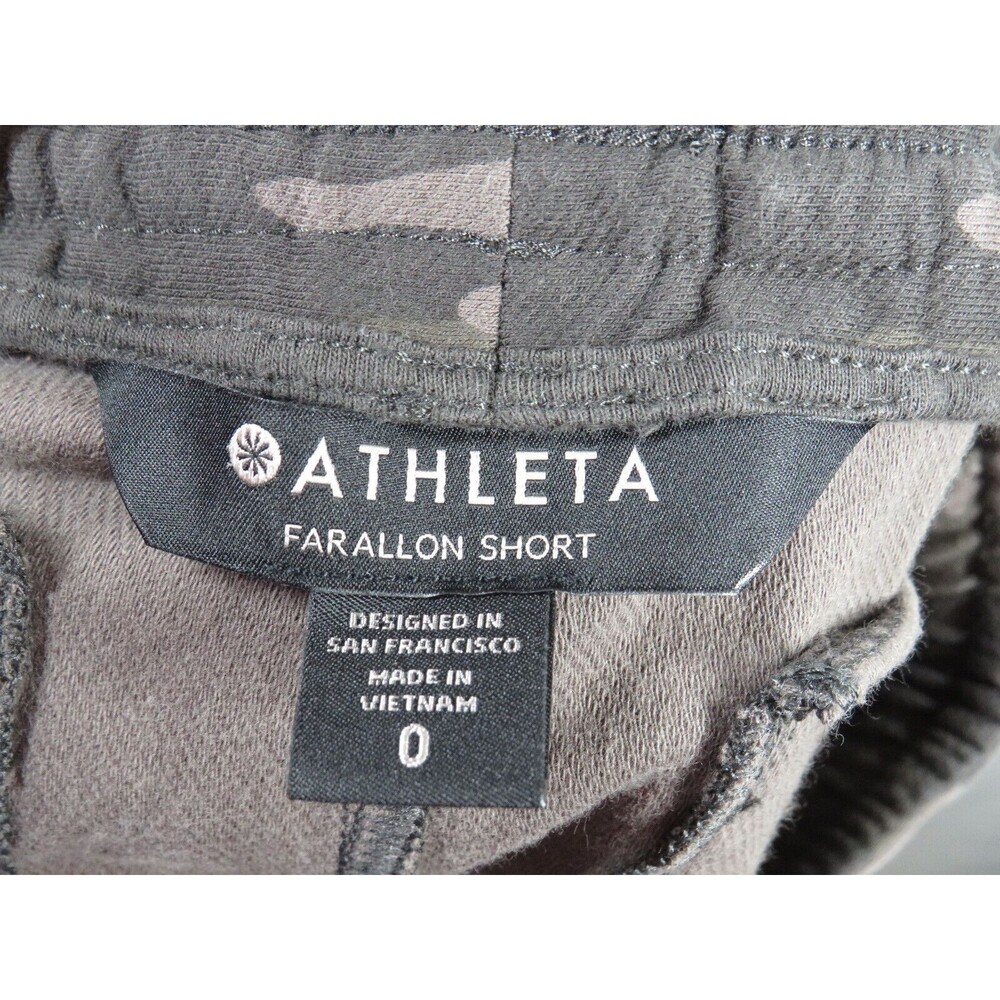 ATHLETA
FARALLON SHORT
DESIGNED IN
SAN FRANCISCO
MADE IN
VIETNAM
0